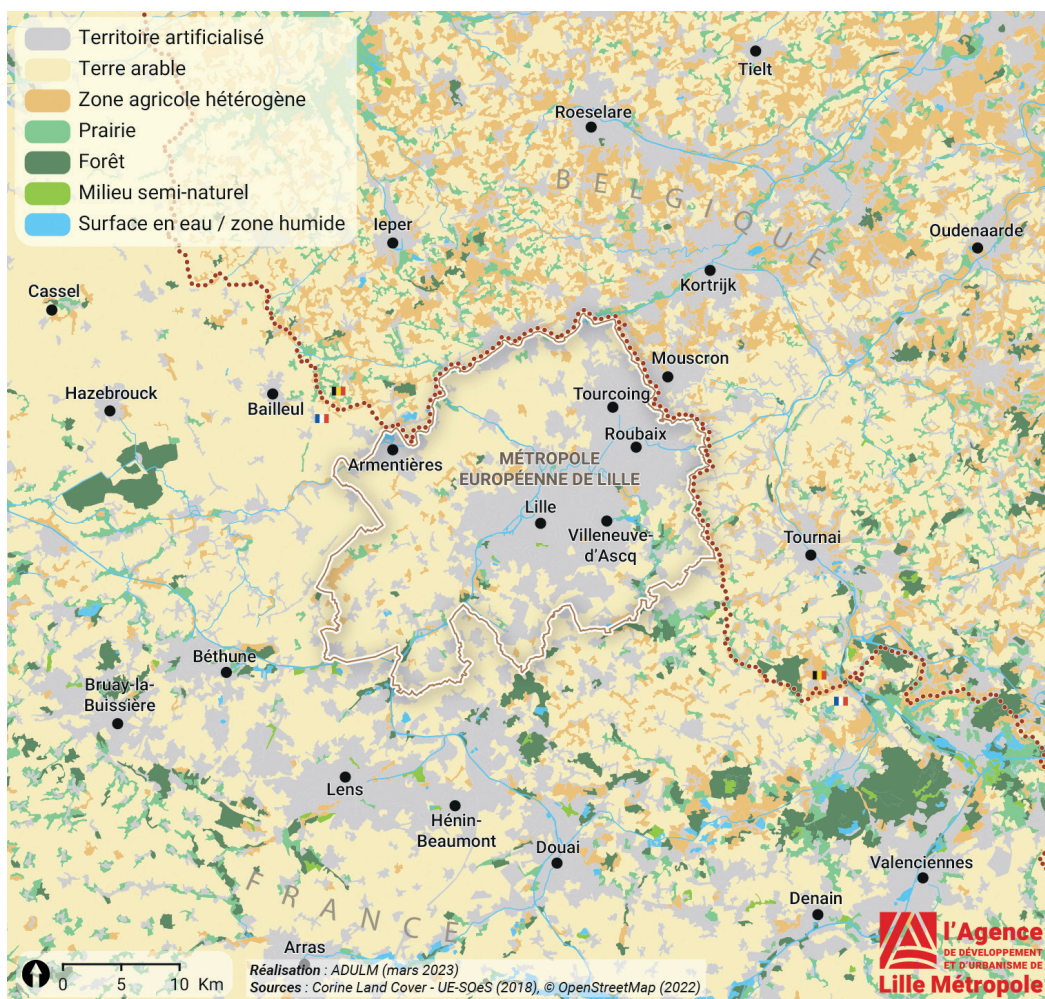 Territoire artificialisé
Terre arable
Zone agricole hétérogène
Prairie
Forêt
Milieu semi-naturel
Surface en eau / zone humide
Tielt
Roeselare
BELGIQUE
Ieper
Oudenaarde
Kortrijk
Cassel
Mouscron
Hazebrouck
Bailleul
Tourcoing
Roubaix
Armentières
MÉTROPOLE
EUROPÉENNE DE LILLE
Lille
Villeneuve-
d'Ascq
Tournai
Béthune
Bruay-la-
Buissière
Lens
Hénin-
Beaumont
Douai
Valenciennes
Denain
FRANCE
Arras
0 5 10 Km
Réalisation : ADULM (mars 2023)
Sources : Corine Land Cover - UE-SOeS (2018), © OpenStreetMap (2022)
l'Agence
DE DÉVELOPPEMENT
ET D'URBANISME DE
Lille Métropole